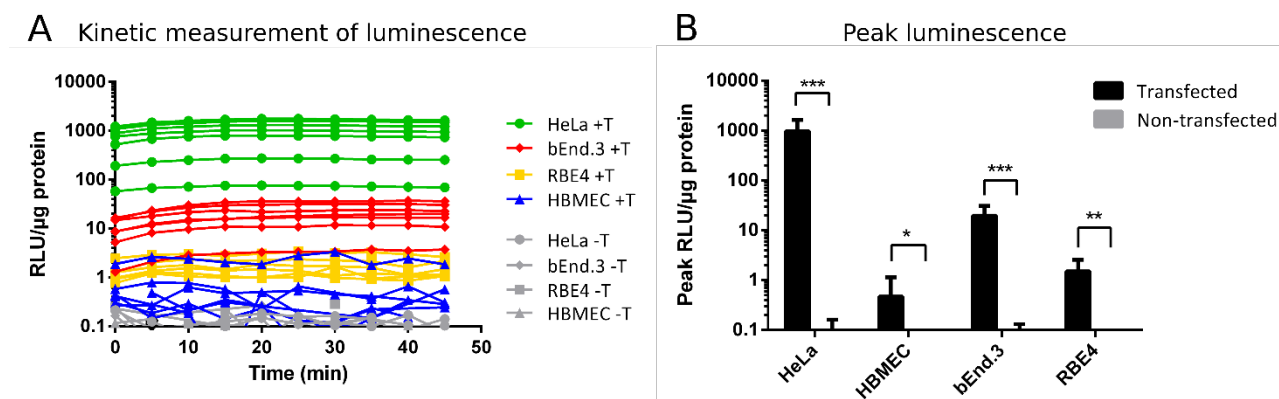 A Kinetic measurement of luminescence
RLU/µg protein
10000
1000
100
10
1
0.1
0 10 20 30 40 50
Time (min)
HeLa +T
bEnd.3 +T
RBE4 +T
HBMEC +T
HeLa -T
bEnd.3 -T
RBE4 -T
HBMEC -T
B Peak luminescence
Peak RLU/µg protein
10000
1000
100
10
1
0.1
***
*
***
**
HeLa
HBMEC
bEnd.3
RBE4
Transfected
Non-transfected